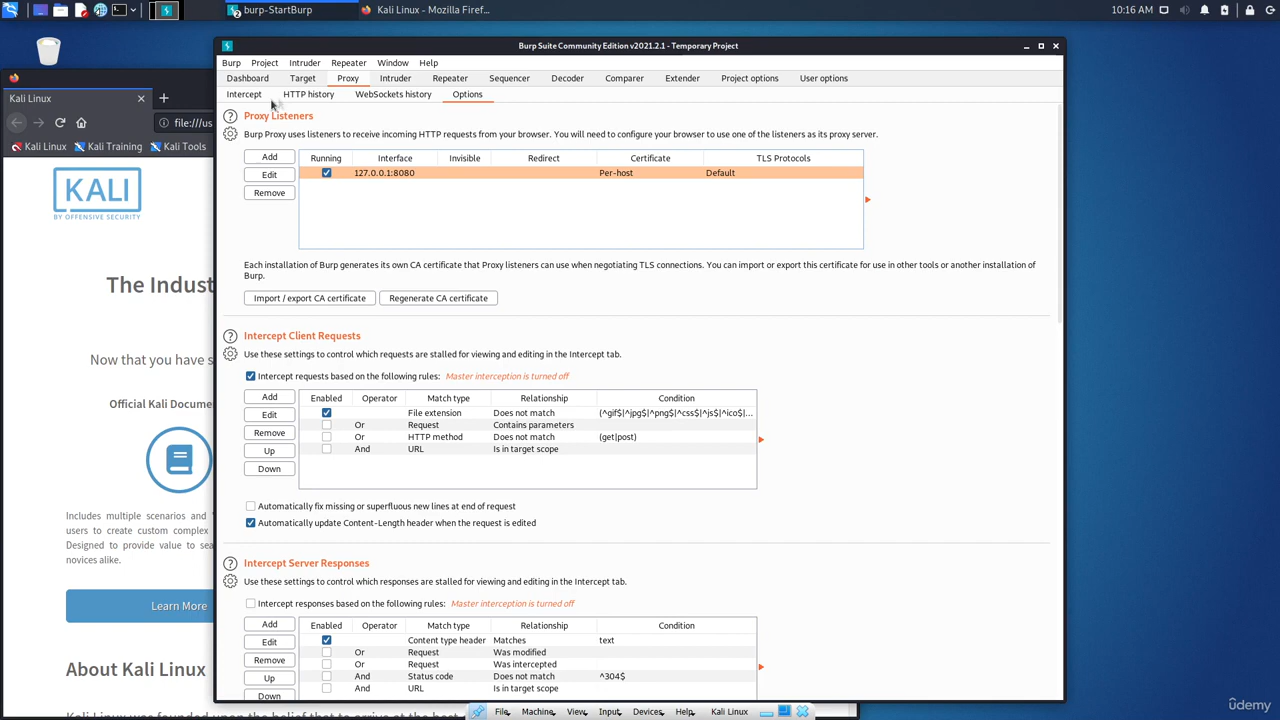 burp-StartBurp
Kali Linux - Mozilla Firef...
10:16 AM
Burp Suite Community Edition v2021.2.1 - Temporary Project
Burp Project Intruder Repeater Window Help
Dashboard Target Proxy Intruder Repeater Sequencer Decoder Comparer Extender Project options User options
Intercept HTTP history WebSockets history Options
Kali Linux
file:///us
Kali Linux Kali Training Kali Tools
KALI
BY OFFENSIVE SECURITY
The Indust
Now that you have s
Official Kali Docume
Includes multiple scenarios and
users to create custom complex
Designed to provide value to sea
novices alike.
Learn More
About Kali Linux
Proxy Listeners
Burp Proxy uses listeners to receive incoming HTTP requests from your browser. You will need to configure your browser to use one of the listeners as its proxy server.
Add
Edit
Remove
Running Interface Invisible Redirect Certificate TLS Protocols
127.0.0.1:8080 Per-host Default
Each installation of Burp generates its own CA certificate that Proxy listeners can use when negotiating TLS connections. You can import or export this certificate for use in other tools or another installation of
Burp.
Import / export CA certificate Regenerate CA certificate
Intercept Client Requests
Use these settings to control which requests are stalled for viewing and editing in the Intercept tab.
Intercept requests based on the following rules: Master interception is turned off
Add
Edit
Remove
Up
Down
Enabled Operator Match type Relationship Condition
File extension Does not match (^gif$|^jpg$|^png$|^css$|^js$|^ico$|...
Or Request Contains parameters
Or HTTP method Does not match (get|post)
And URL Is in target scope
Automatically fix missing or superfluous new lines at end of request
Automatically update Content-Length header when the request is edited
Intercept Server Responses
Use these settings to control which responses are stalled for viewing and editing in the Intercept tab.
Intercept responses based on the following rules: Master interception is turned off
Add
Edit
Remove
Up
Down
Enabled Operator Match type Relationship Condition
Content type header Matches text
Or Request Was modified
Or Request Was intercepted
And Status code Does not match ^304$
And URL Is in target scope
File Machine View Input Devices Help Kali Linux
ûdemy